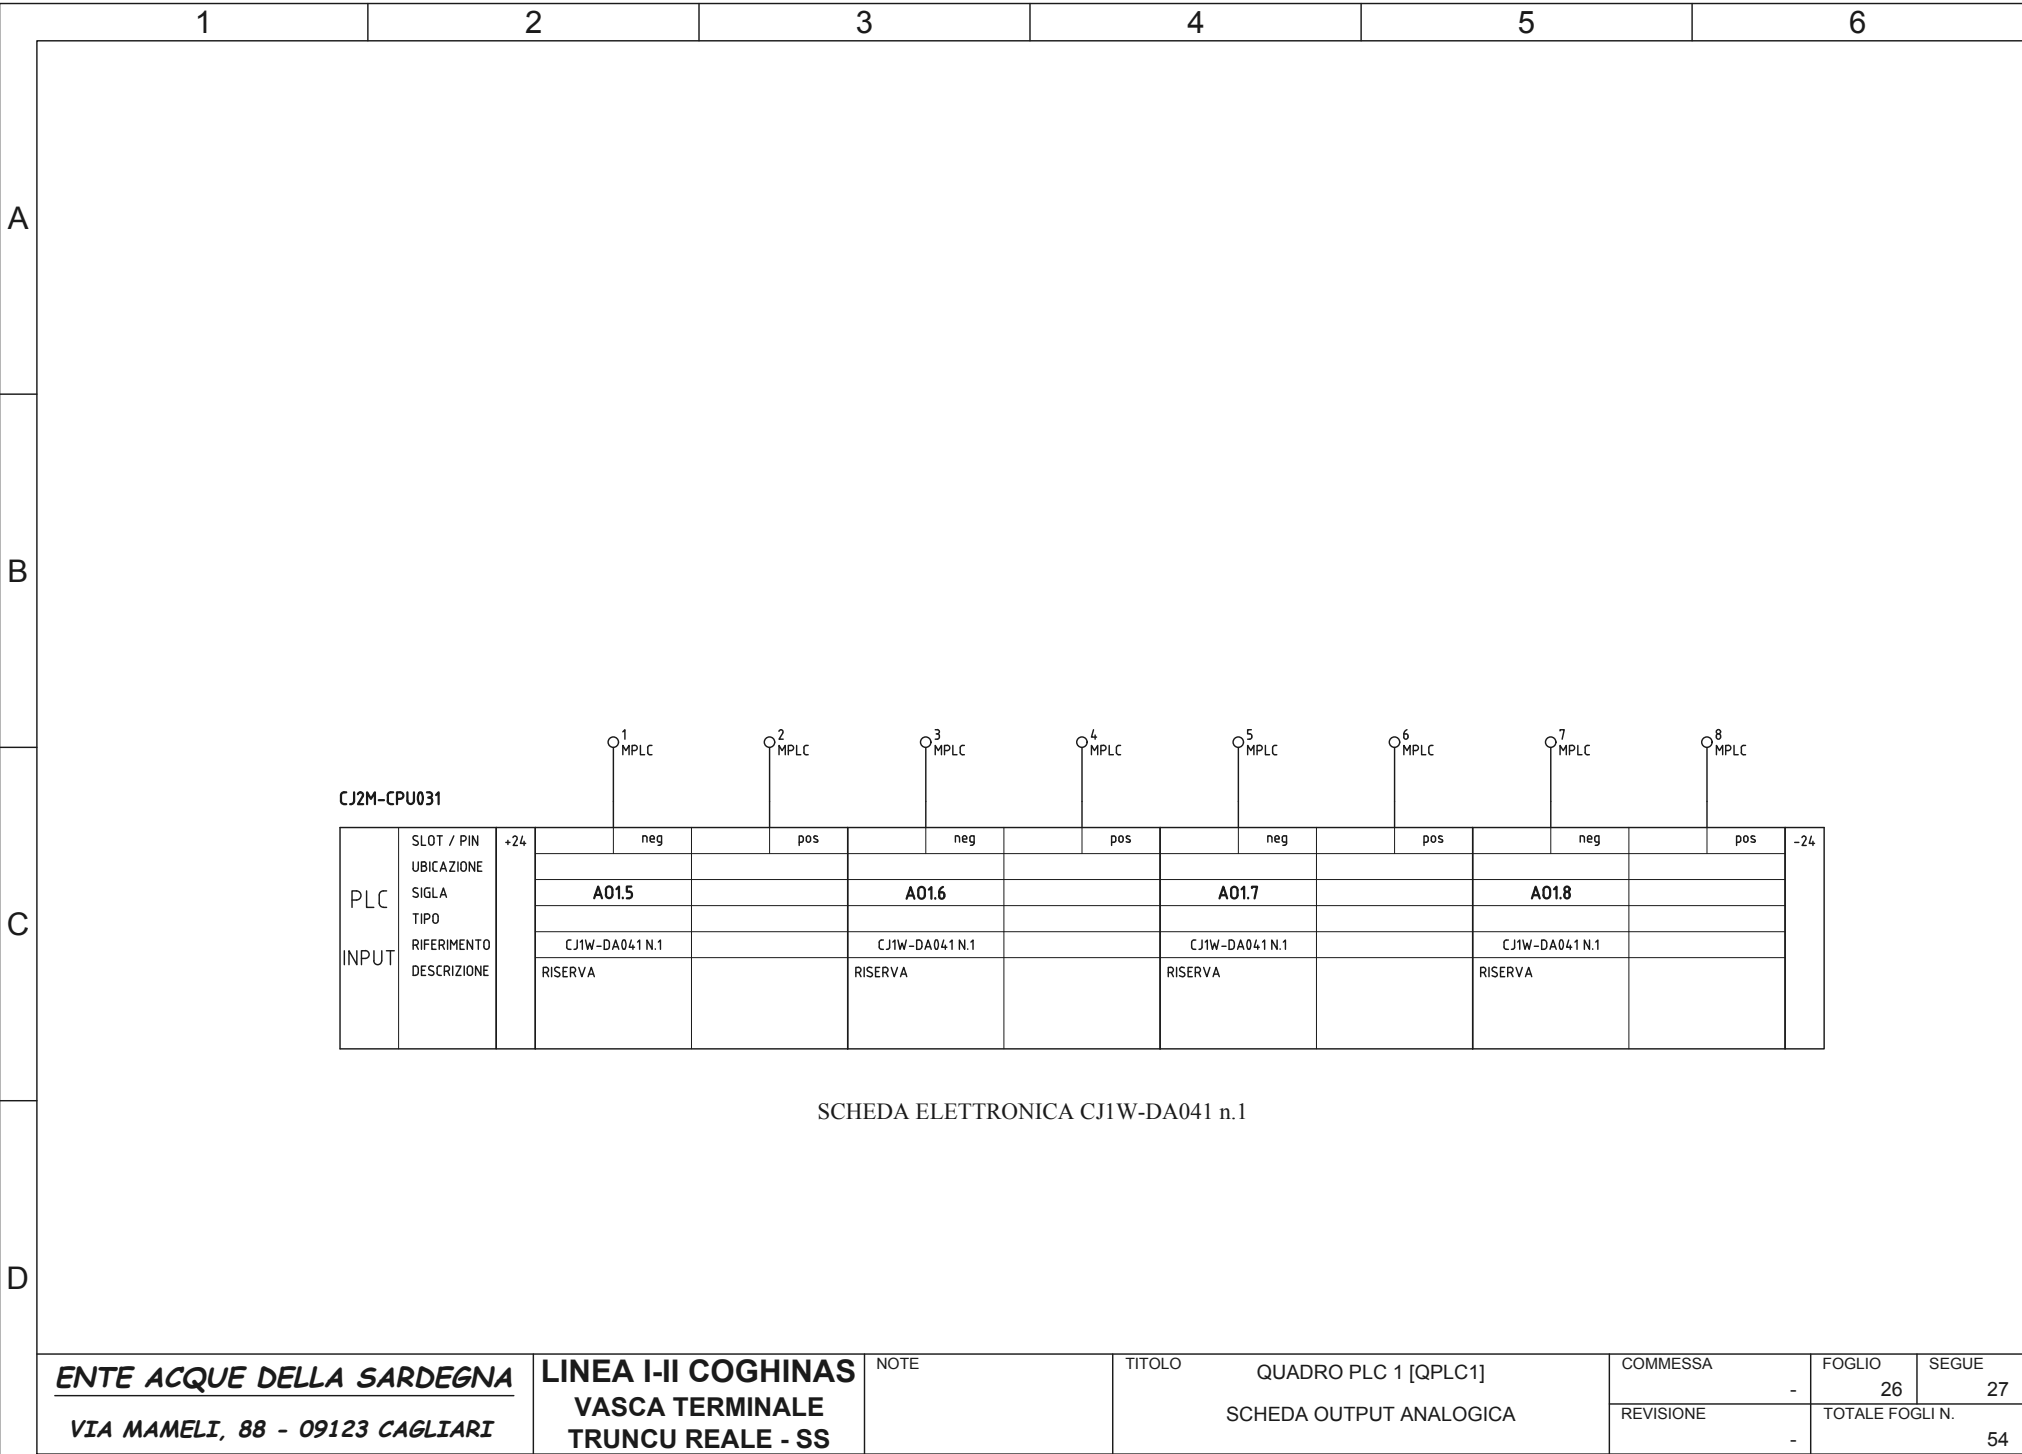 1 2 3 4 5 6
A
B
C
D
1 MPLC 2 MPLC 3 MPLC 4 MPLC 5 MPLC 6 MPLC 7 MPLC 8 MPLC
CJ2M-CPU031
PLC INPUT
SLOT / PIN +24 neg pos neg pos neg pos neg pos -24
UBICAZIONE
SIGLA AO1.5 AO1.6 AO1.7 AO1.8
TIPO
RIFERIMENTO CJ1W-DA041 N.1 CJ1W-DA041 N.1 CJ1W-DA041 N.1 CJ1W-DA041 N.1
DESCRIZIONE RISERVA RISERVA RISERVA RISERVA
SCHEDA ELETTRONICA CJ1W-DA041 n.1
ENTE ACQUE DELLA SARDEGNA
VIA MAMELI, 88 - 09123 CAGLIARI
LINEA I-II COGHINAS
VASCA TERMINALE
TRUNCU REALE - SS
NOTE
TITOLO
QUADRO PLC 1 [QPLC1]
SCHEDA OUTPUT ANALOGICA
COMMESSA
-
REVISIONE
-
FOGLIO
26
SEGUE
27
TOTALE FOGLI N.
54